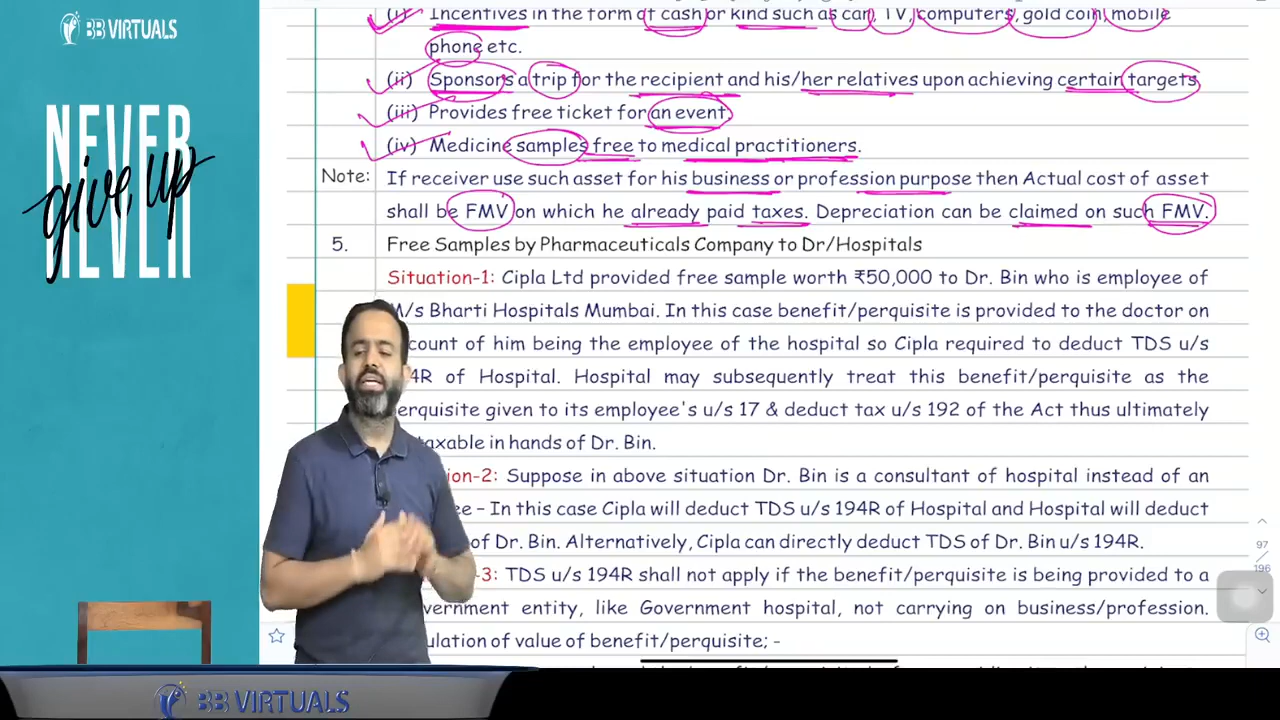 BB VIRTUALS
NEVER
give up
NEVER
(i) Incentives in the form of cash or kind such as car, TV, computers, gold coin, mobile
phone etc.
(ii) Sponsors a trip for the recipient and his/her relatives upon achieving certain targets
(iii) Provides free ticket for an event
(iv) Medicine samples free to medical practitioners.
Note: If receiver use such asset for his business or profession purpose then Actual cost of asset
shall be FMV on which he already paid taxes. Depreciation can be claimed on such FMV.
5. Free Samples by Pharmaceuticals Company to Dr/Hospitals
Situation-1: Cipla Ltd provided free sample worth ₹50,000 to Dr. Bin who is employee of
M/s Bharti Hospitals Mumbai. In this case benefit/perquisite is provided to the doctor on
count of him being the employee of the hospital so Cipla required to deduct TDS u/s
94R of Hospital. Hospital may subsequently treat this benefit/perquisite as the
perquisite given to its employee's u/s 17 & deduct tax u/s 192 of the Act thus ultimately
taxable in hands of Dr. Bin.
ion-2: Suppose in above situation Dr. Bin is a consultant of hospital instead of an
ee – In this case Cipla will deduct TDS u/s 194R of Hospital and Hospital will deduct
of Dr. Bin. Alternatively, Cipla can directly deduct TDS of Dr. Bin u/s 194R.
-3: TDS u/s 194R shall not apply if the benefit/perquisite is being provided to a
vernment entity, like Government hospital, not carrying on business/profession.
ulation of value of benefit/perquisite; -
97
196
BB VIRTUALS